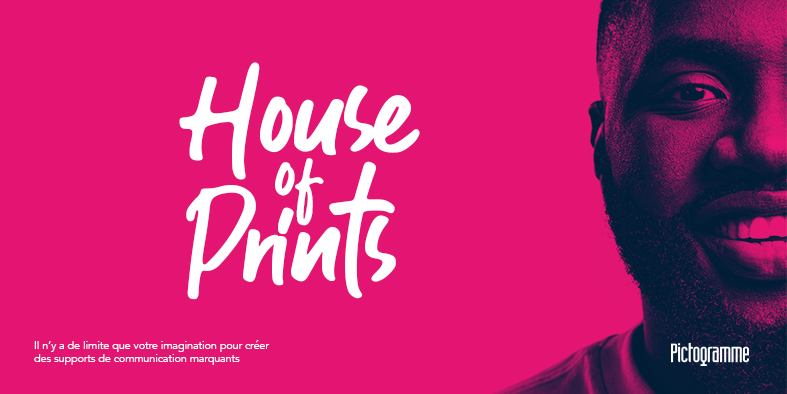 House
of
Prints
Il n'y a de limite que votre imagination pour créer
des supports de communication marquants
Pictogramme